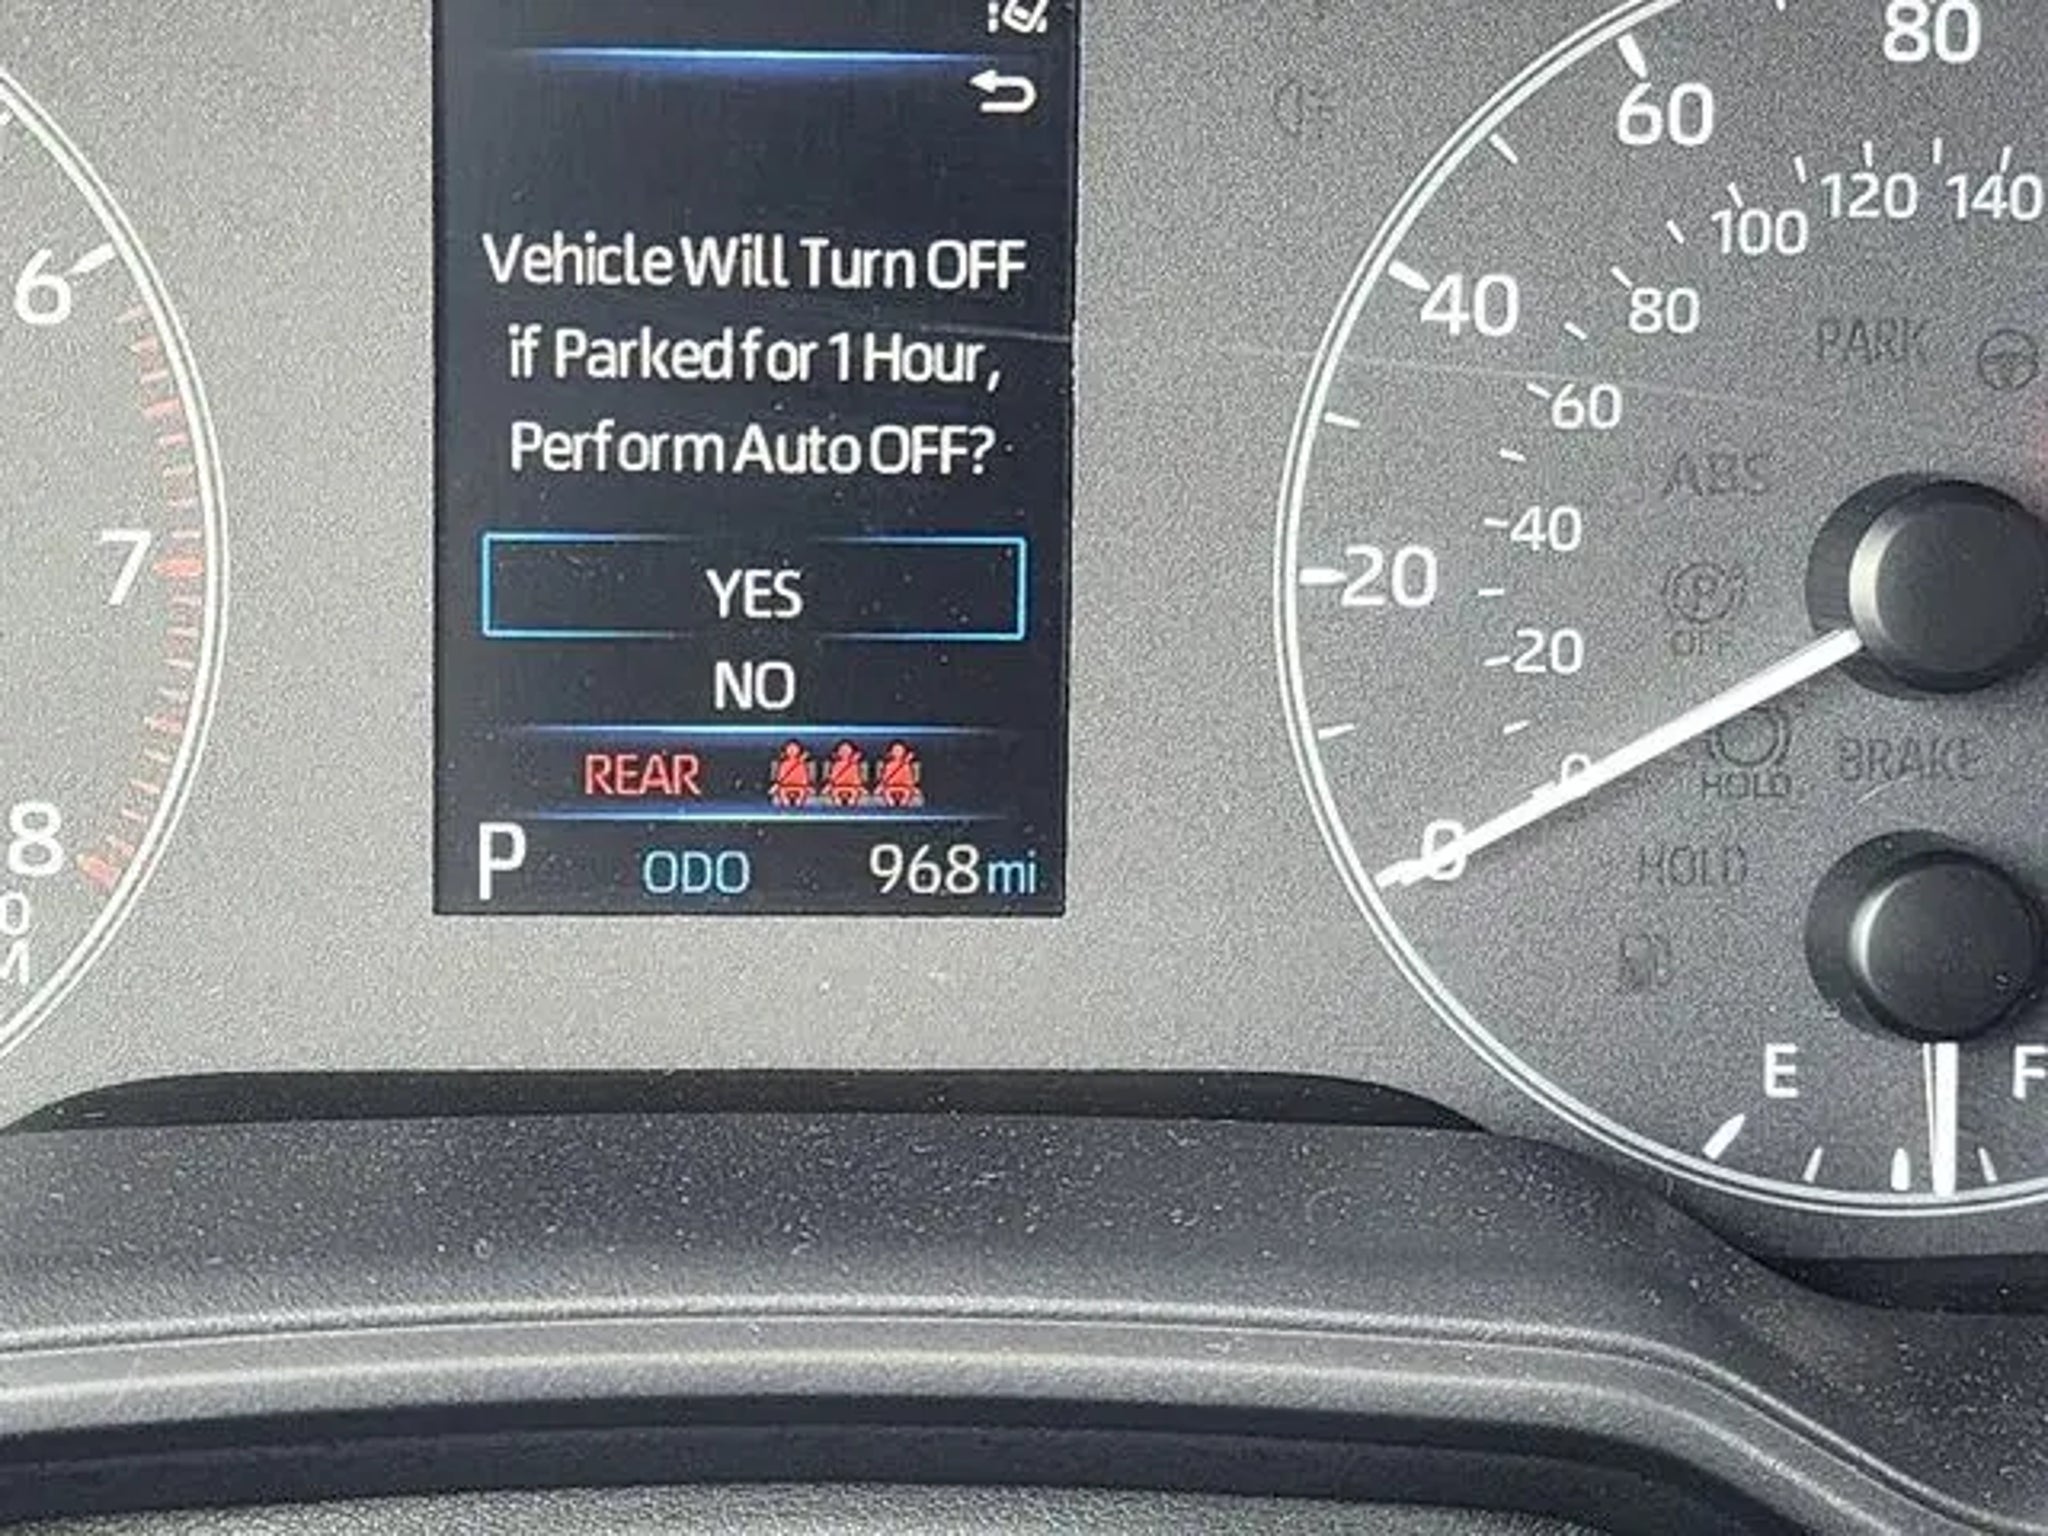 Vehicle Will Turn OFF
if Parked for 1 Hour,
Perform Auto OFF?
YES
NO
REAR
P ODO 968 mi
6
7
8
80
60
40
20
0
140
120
100
80
60
40
20
0
PARK
ABS
OFF
HOLD
BRAKE
HOLD
E F